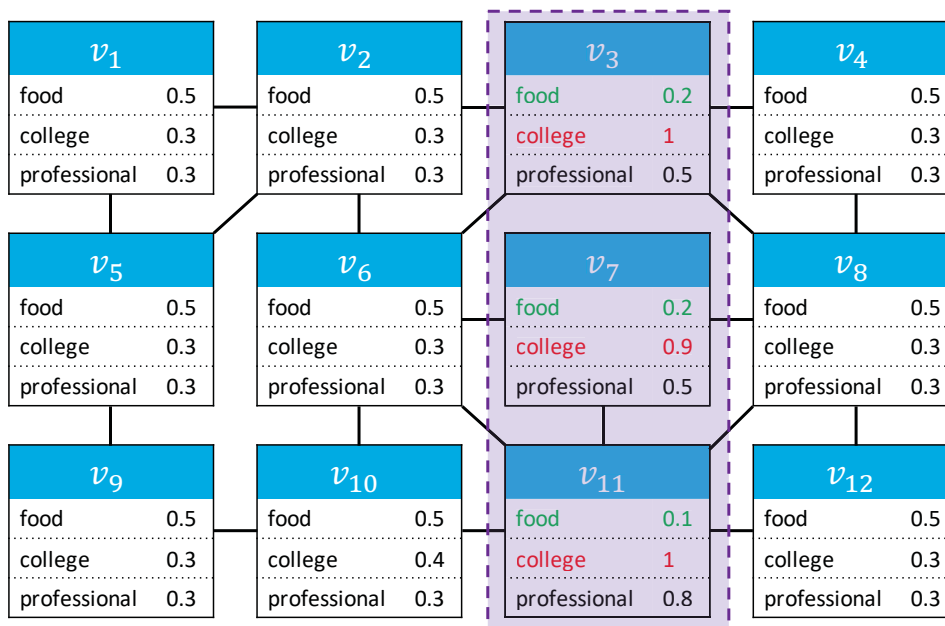 v₁ v₂ v₃ v₄
food 0.5 food 0.5 food 0.2 food 0.5
college 0.3 college 0.3 college 1 college 0.3
professional 0.3 professional 0.3 professional 0.5 professional 0.3
v₅ v₆ v₇ v₈
food 0.5 food 0.5 food 0.2 food 0.5
college 0.3 college 0.3 college 0.9 college 0.3
professional 0.3 professional 0.3 professional 0.5 professional 0.3
v₉ v₁₀ v₁₁ v₁₂
food 0.5 food 0.5 food 0.1 food 0.5
college 0.3 college 0.4 college 1 college 0.3
professional 0.3 professional 0.3 professional 0.8 professional 0.3